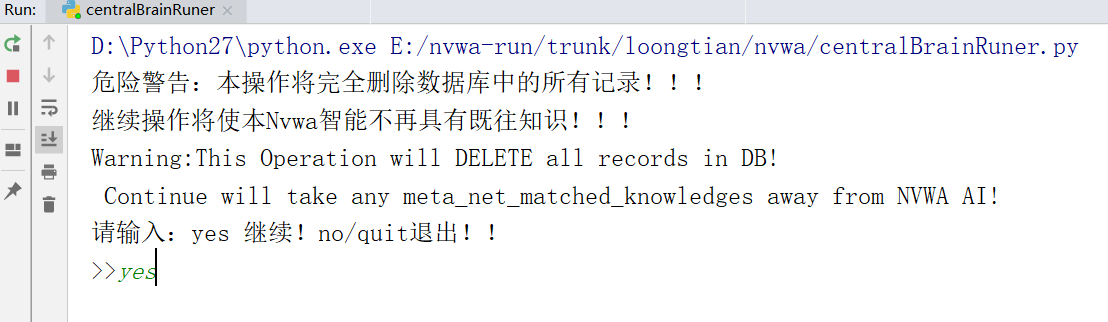 Run: centralBrainRuner ×
D:\Python27\python.exe E:/nvwa-run/trunk/loongtian/nvwa/centralBrainRuner.py
危险警告：本操作将完全删除数据库中的所有记录！！！
继续操作将使本Nvwa智能不再具有既往知识！！！
Warning:This Operation will DELETE all records in DB!
 Continue will take any meta_net_matched_knowledges away from NVWA AI!
请输入：yes 继续！no/quit退出！！
>>yes